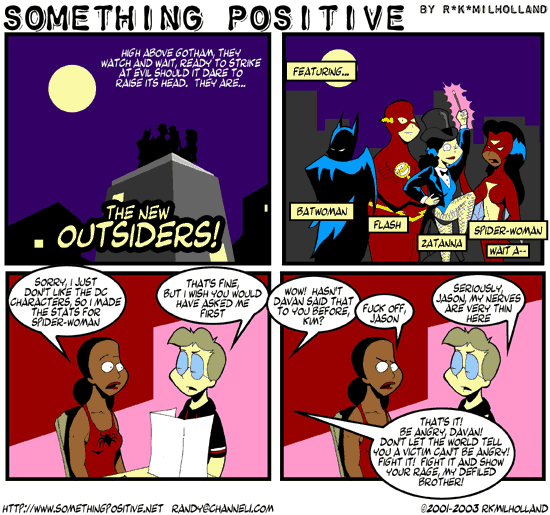 SOMETHING POSITIVE
BY R*K*MILHOLLAND
HIGH ABOVE GOTHAM, THEY
WATCH AND WAIT, READY TO STRIKE
AT EVIL SHOULD IT DARE TO
RAISE ITS HEAD. THEY ARE...
THE NEW
OUTSIDERS!
FEATURING...
BATWOMAN
FLASH
ZATANNA
SPIDER-WOMAN
WAIT A--
SORRY, I JUST
DON'T LIKE THE DC
CHARACTERS, SO I MADE
THE STATS FOR
SPIDER-WOMAN
THAT'S FINE,
BUT I WISH YOU WOULD
HAVE ASKED ME
FIRST
WOW! HASN'T
DAVAN SAID THAT
TO YOU BEFORE,
KIM?
FUCK OFF,
JASON
SERIOUSLY,
JASON, MY NERVES
ARE VERY THIN
HERE
THAT'S IT!
BE ANGRY, DAVAN!
DON'T LET THE WORLD TELL
YOU A VICTIM CAN'T BE ANGRY!
FIGHT IT! FIGHT IT AND SHOW
YOUR RAGE, MY DEFILED
BROTHER!
HTTP://WWW.SOMETHINGPOSITIVE.NET RANDY@CHANNEL1.COM
©2001-2003 RKMILHOLLAND